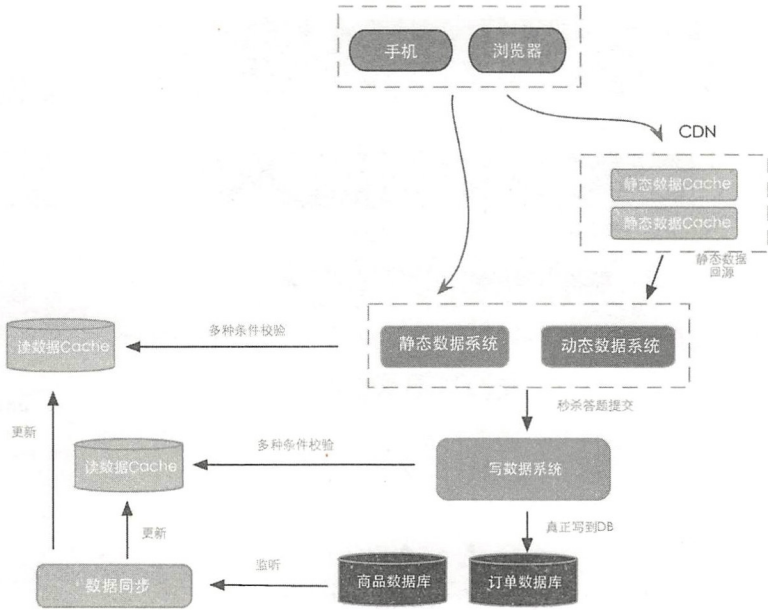 手机
浏览器
CDN
静态数据Cache
静态数据Cache
静态数据
回源
静态数据系统
动态数据系统
多种条件校验
读数据Cache
秒杀答题提交
更新
读数据Cache
多种条件校验
写数据系统
更新
真正写到DB
数据同步
监听
商品数据库
订单数据库